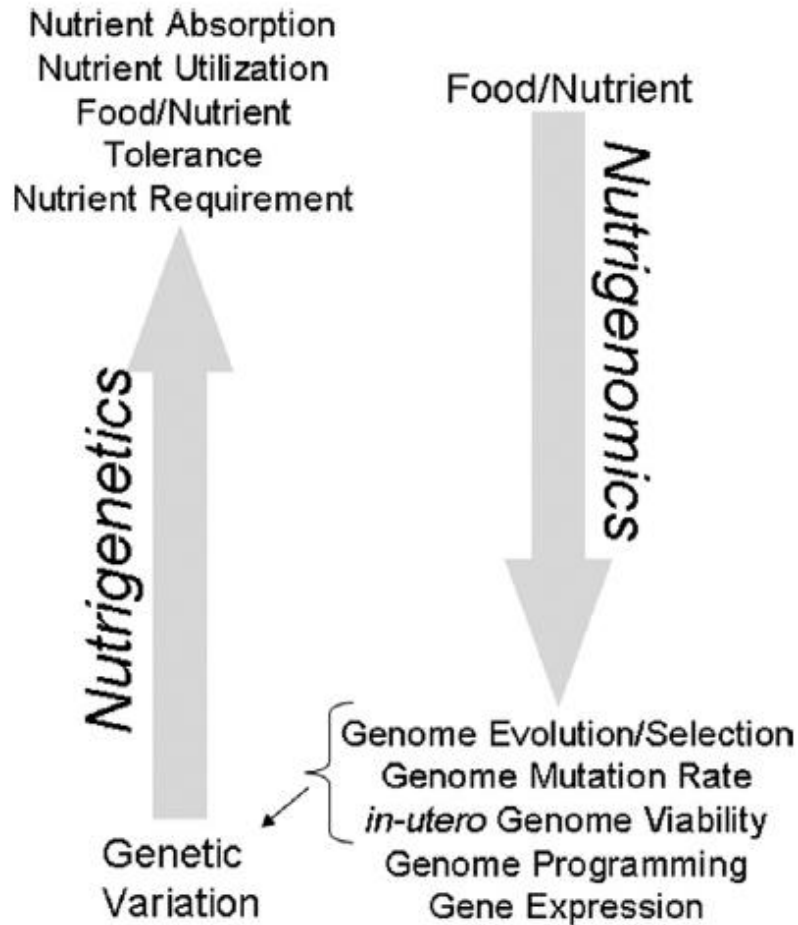 Nutrient Absorption
Nutrient Utilization
Food/Nutrient
Tolerance
Nutrient Requirement
Nutrigenetics
Genetic
Variation
Food/Nutrient
Nutrigenomics
Genome Evolution/Selection
Genome Mutation Rate
in-utero Genome Viability
Genome Programming
Gene Expression